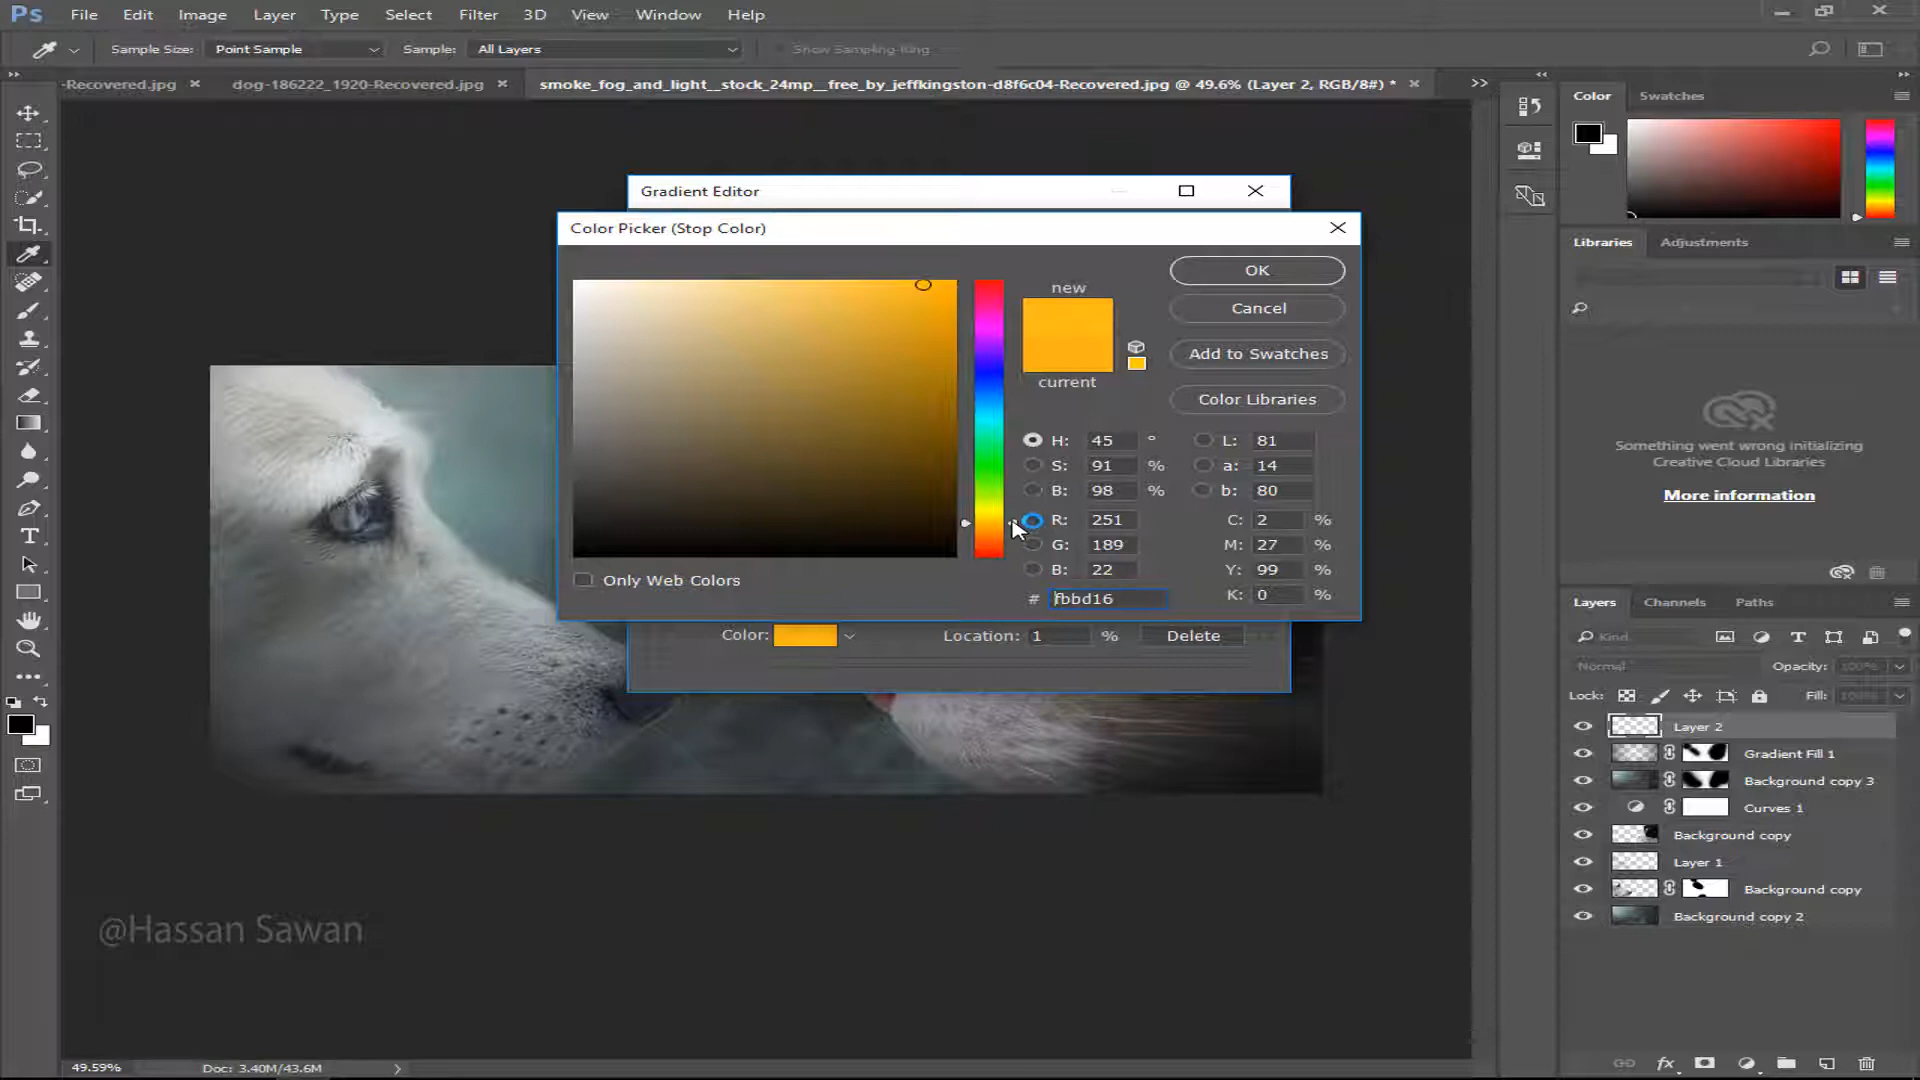 Ps File Edit Image Layer Type Select Filter 3D View Window Help
Sample Size: Point Sample Sample: All Layers Show Sampling Ring
-Recovered.jpg × dog-186222_1920-Recovered.jpg × smoke_fog_and_light__stock_24mp__free_by_jeffkingston-d8f6c04-Recovered.jpg @ 49.6% (Layer 2, RGB/8#) * ×
Color Swatches
Gradient Editor
Color Picker (Stop Color)
new
current
OK
Cancel
Add to Swatches
Color Libraries
H: 45 ° L: 81
S: 91 % a: 14
B: 98 % b: 80
R: 251 C: 2 %
G: 189 M: 27 %
B: 22 Y: 99 %
# fbbd16 K: 0 %
Only Web Colors
Color: Location: 1 % Delete
Libraries Adjustments
Something went wrong initializing
Creative Cloud Libraries
More information
Layers Channels Paths
Kind
Normal Opacity: 100%
Lock: Fill: 100%
Layer 2
Gradient Fill 1
Background copy 3
Curves 1
Background copy
Layer 1
Background copy
Background copy 2
@Hassan Sawan
49.59% Doc: 3.40M/43.6M
fx